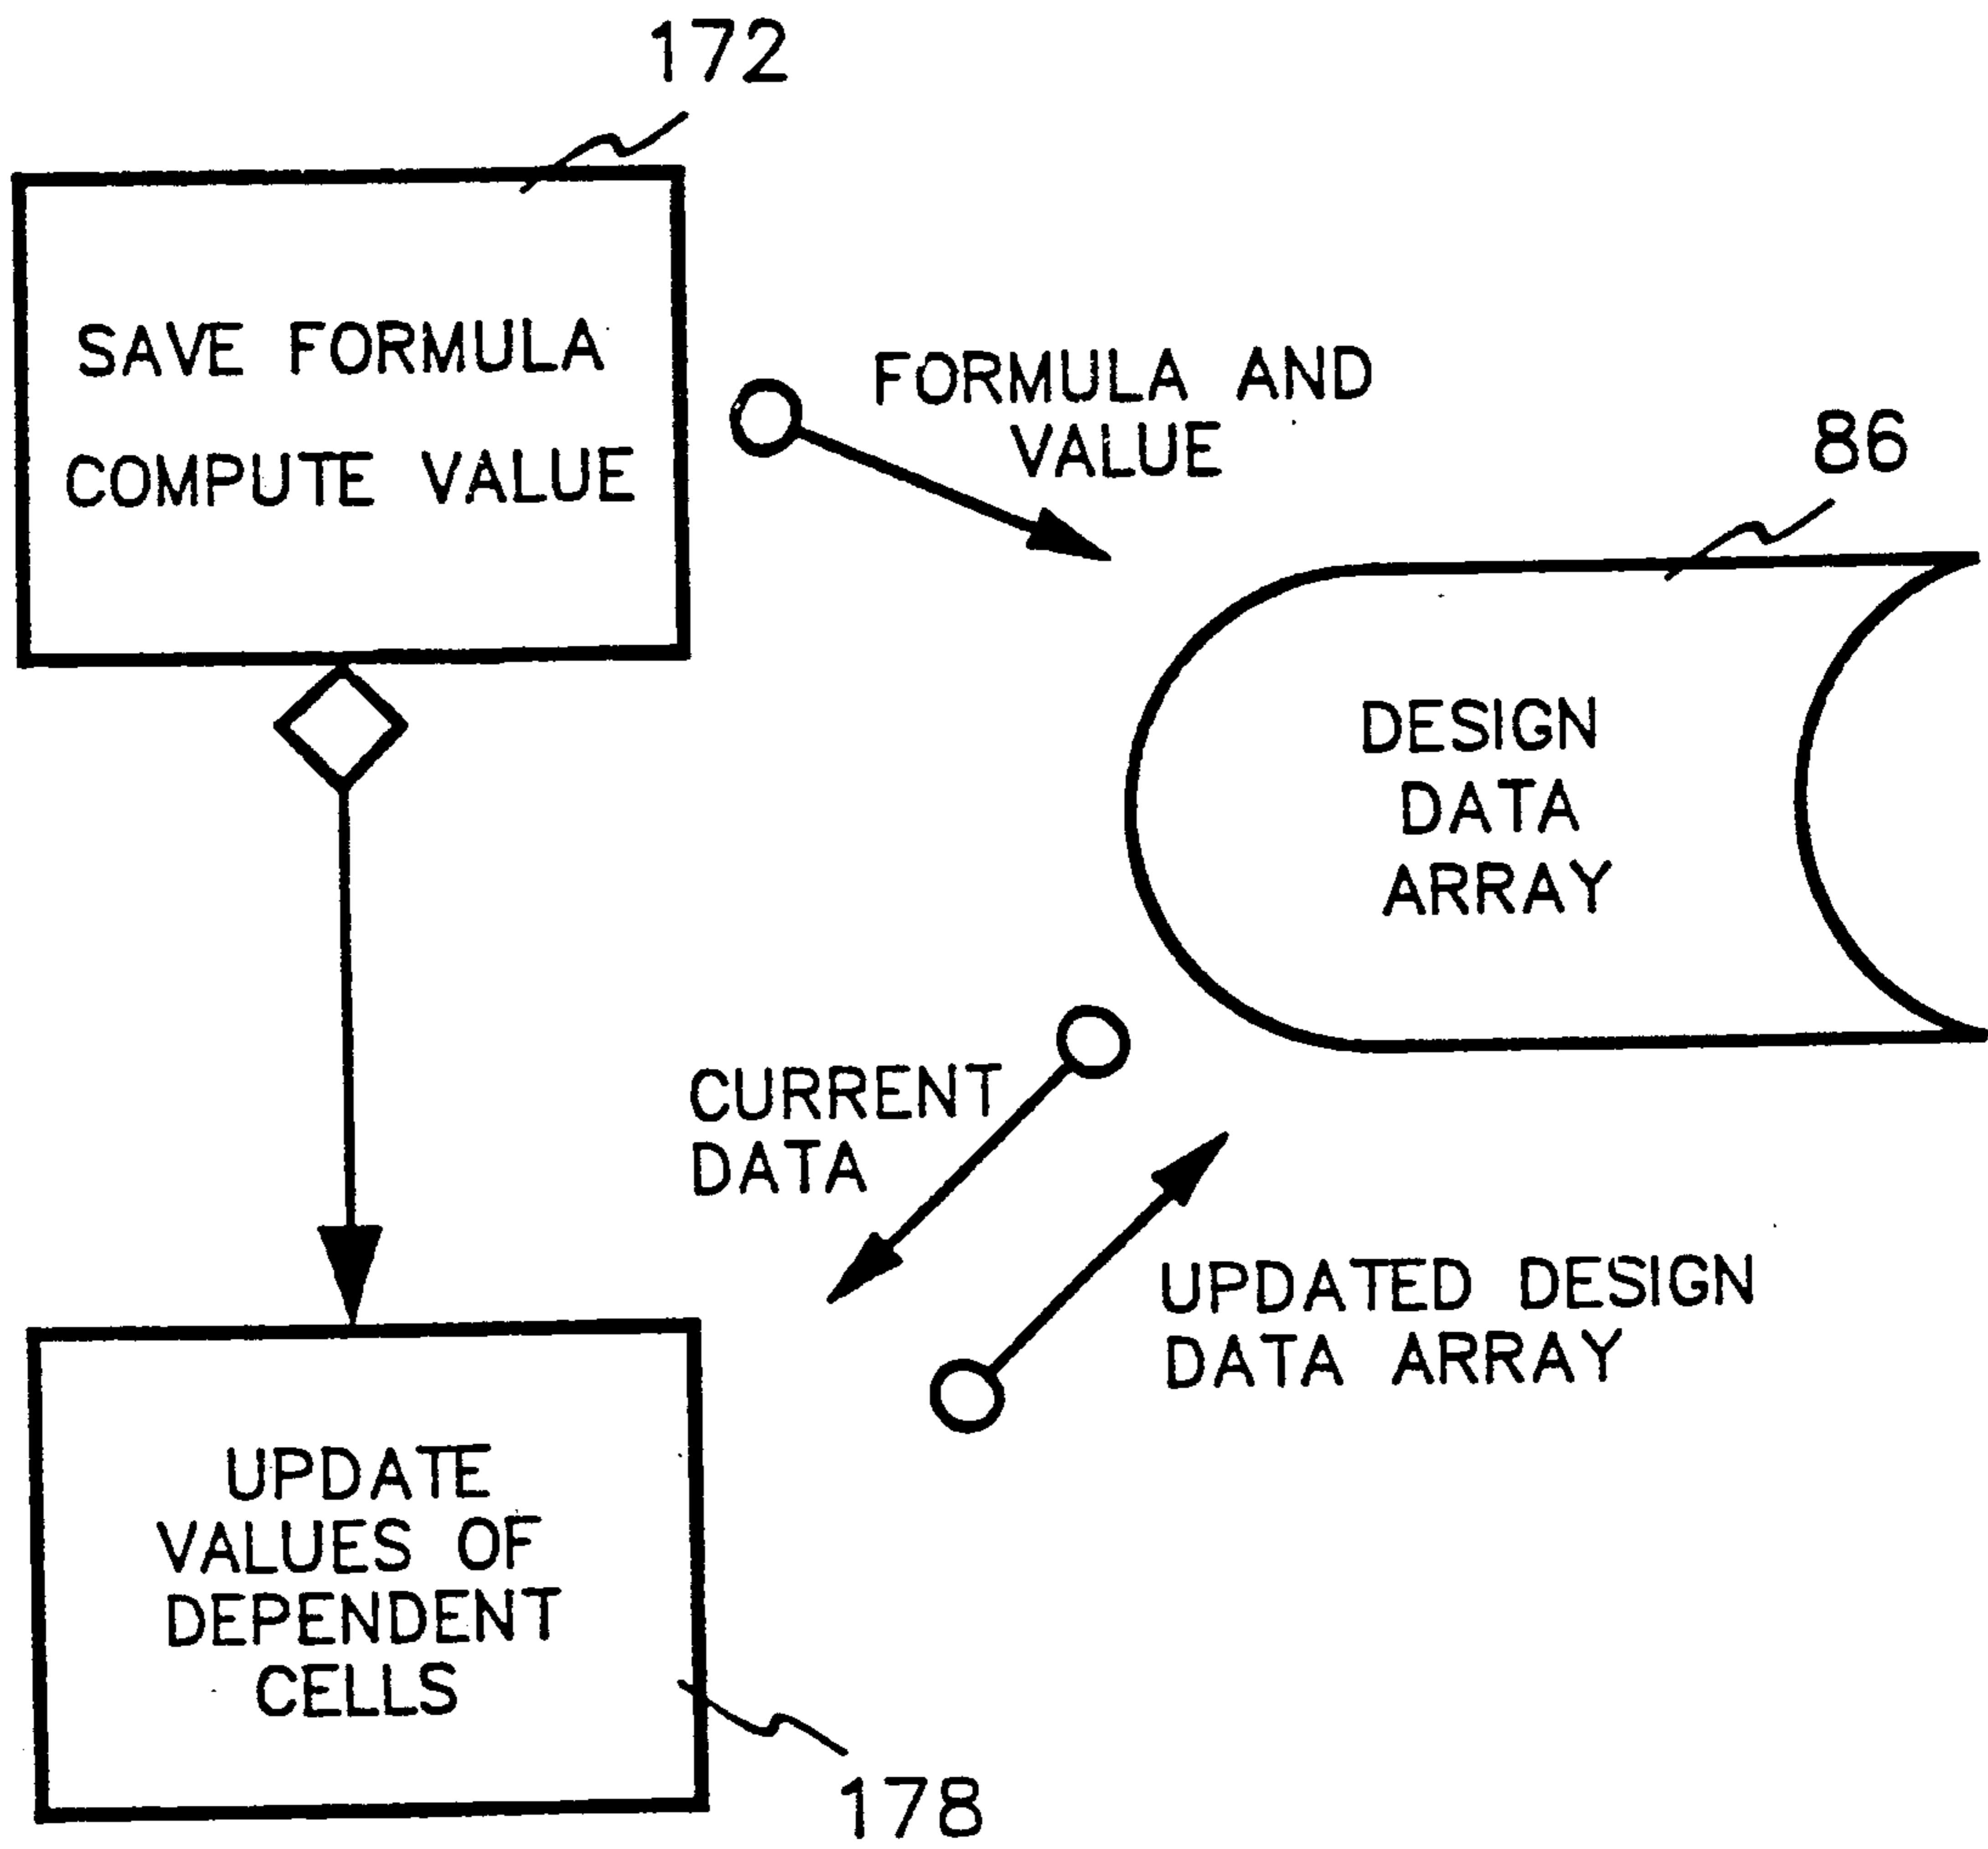 172
SAVE FORMULA
COMPUTE VALUE
FORMULA AND
VALUE
86
DESIGN
DATA
ARRAY
CURRENT
DATA
UPDATED DESIGN
DATA ARRAY
UPDATE
VALUES OF
DEPENDENT
CELLS
178